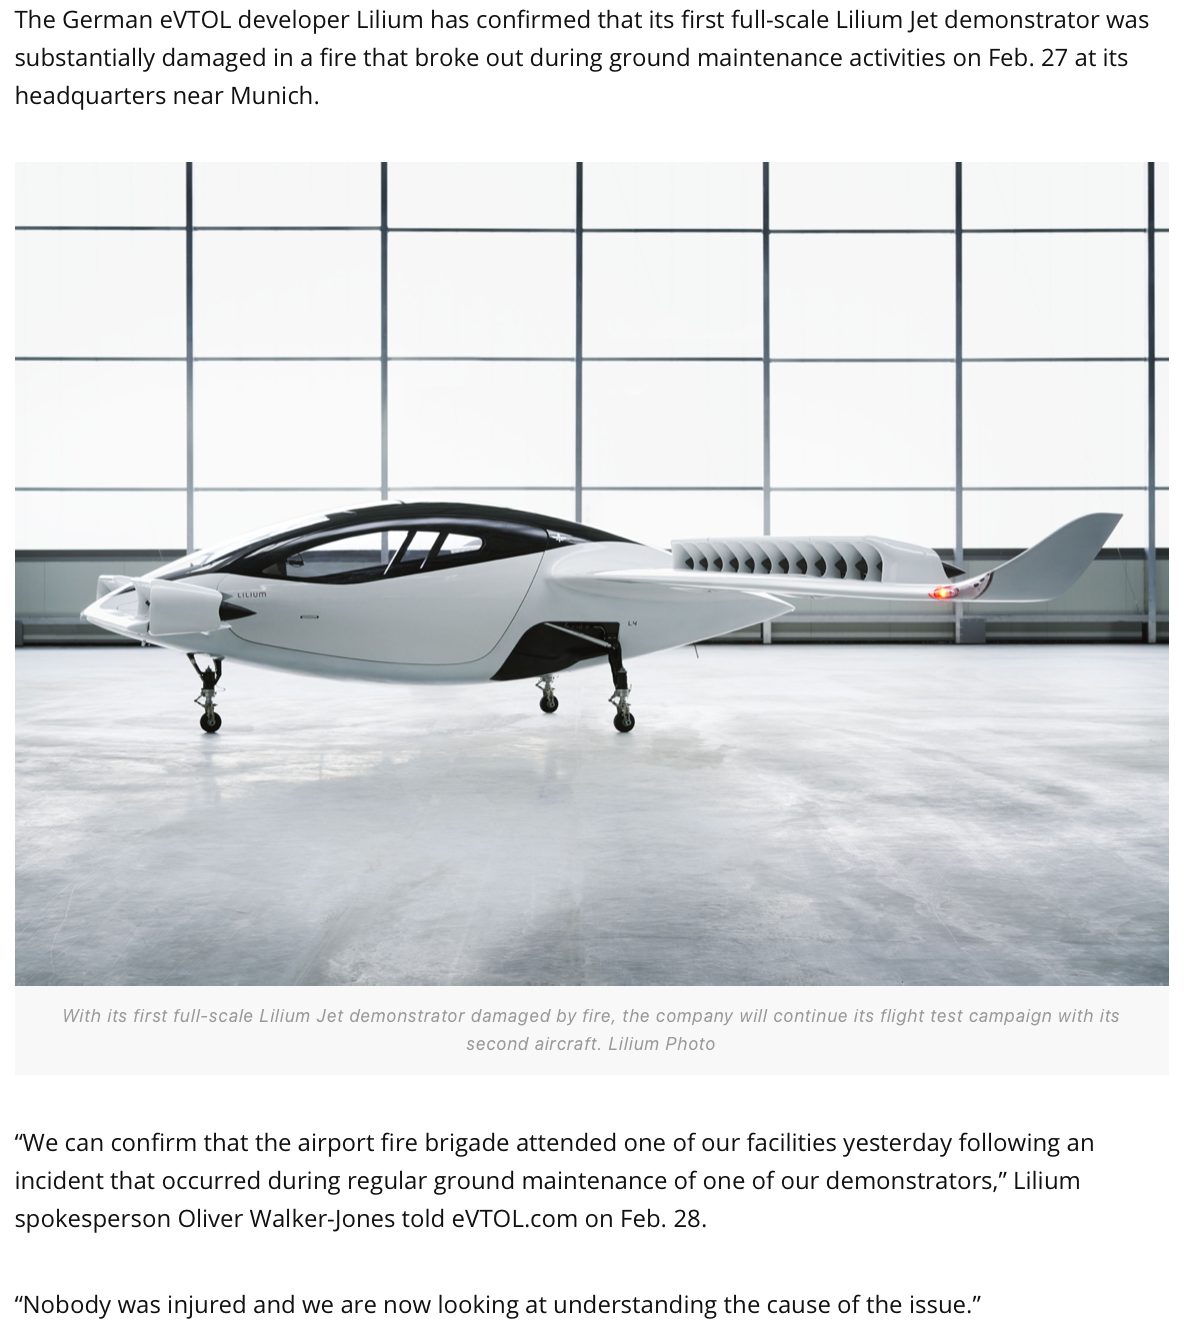 The German eVTOL developer Lilium has confirmed that its first full-scale Lilium Jet demonstrator was
substantially damaged in a fire that broke out during ground maintenance activities on Feb. 27 at its
headquarters near Munich.
LILIUM
L4
With its first full-scale Lilium Jet demonstrator damaged by fire, the company will continue its flight test campaign with its
second aircraft. Lilium Photo
“We can confirm that the airport fire brigade attended one of our facilities yesterday following an
incident that occurred during regular ground maintenance of one of our demonstrators,” Lilium
spokesperson Oliver Walker-Jones told eVTOL.com on Feb. 28.
“Nobody was injured and we are now looking at understanding the cause of the issue.”